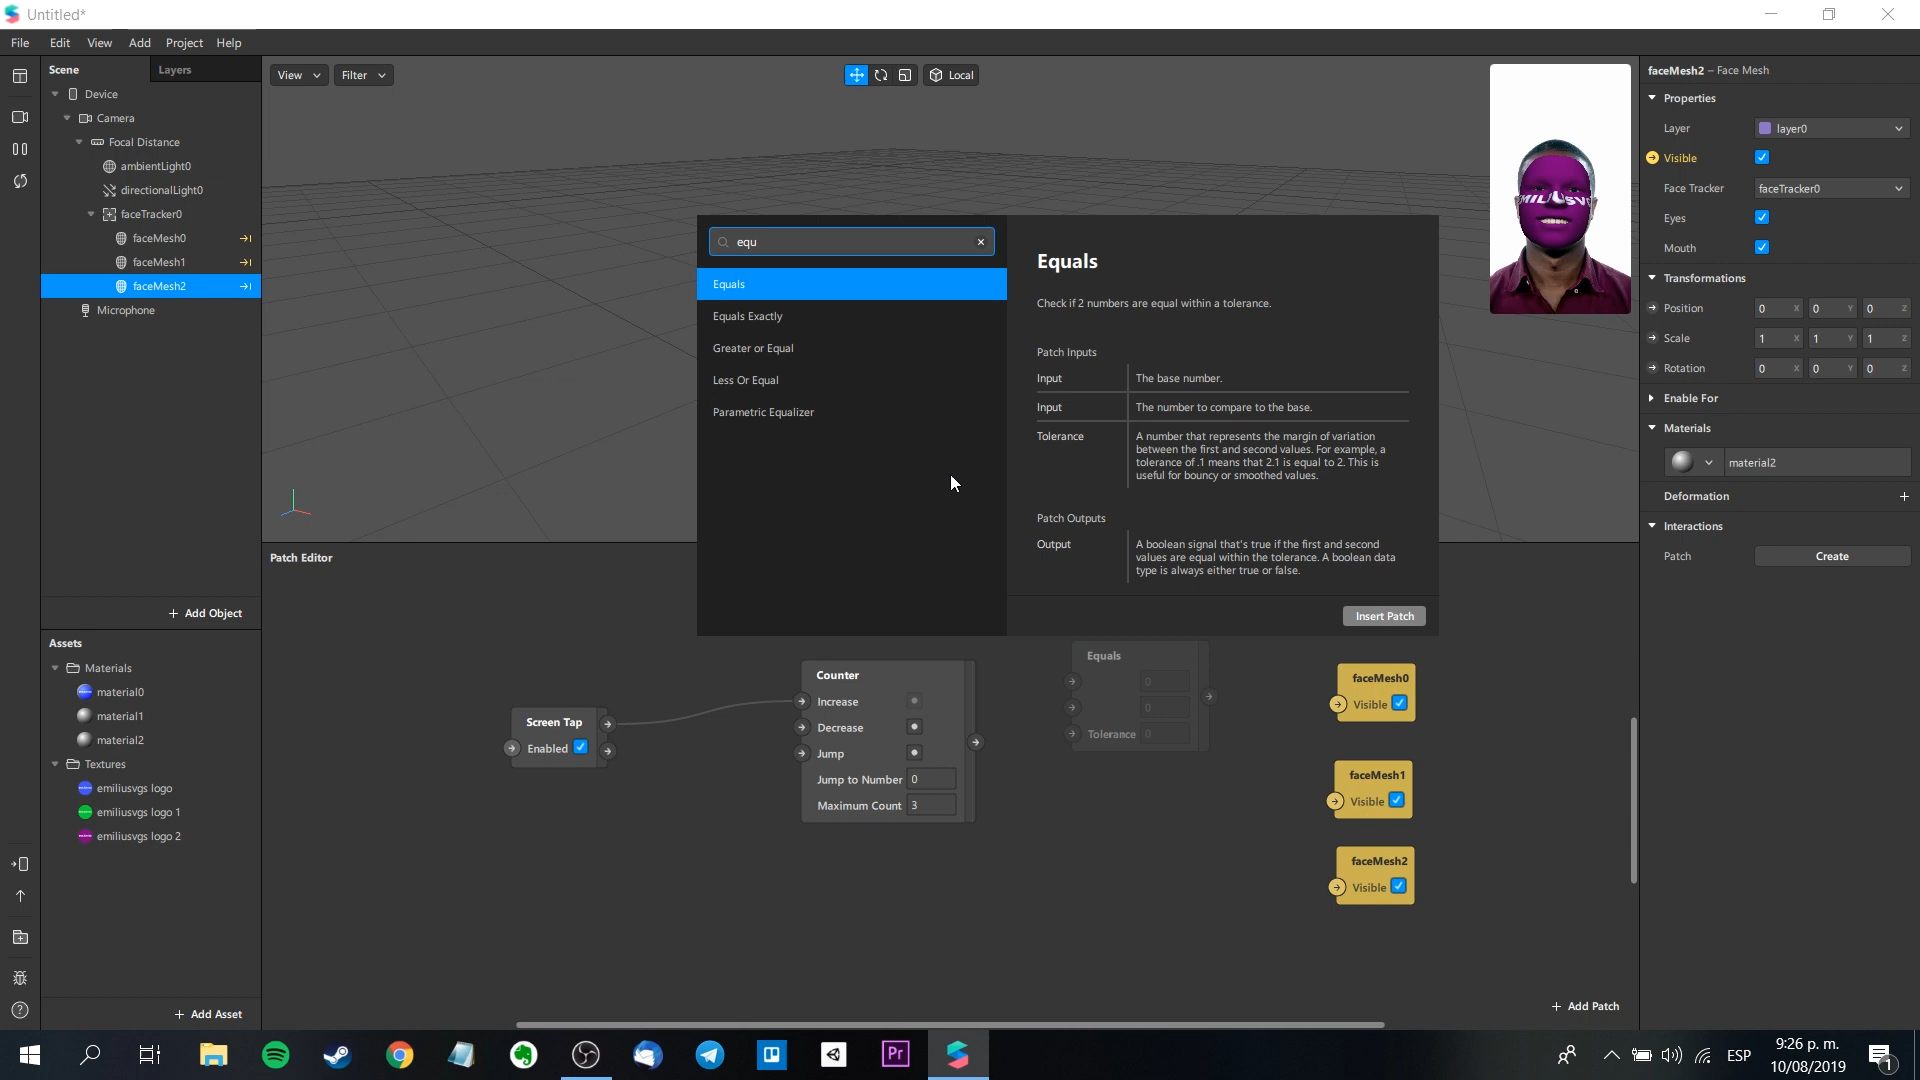 Untitled*
File Edit View Add Project Help
Scene
Layers
Device
Camera
Focal Distance
ambientLight0
directionalLight0
faceTracker0
faceMesh0
faceMesh1
faceMesh2
Microphone
+ Add Object
Assets
Materials
material0
material1
material2
Textures
emiliusvgs logo
emiliusvgs logo 1
emiliusvgs logo 2
+ Add Asset
View
Filter
Local
equ
Equals
Equals Exactly
Greater or Equal
Less Or Equal
Parametric Equalizer
Equals
Check if 2 numbers are equal within a tolerance.
Patch Inputs
Input The base number.
Input The number to compare to the base.
Tolerance A number that represents the margin of variation
between the first and second values. For example, a
tolerance of .1 means that 2.1 is equal to 2. This is
useful for bouncy or smoothed values.
Patch Outputs
Output A boolean signal that's true if the first and second
values are equal within the tolerance. A boolean data
type is always either true or false.
Insert Patch
Patch Editor
Screen Tap
Enabled
Counter
Increase
Decrease
Jump
Jump to Number 0
Maximum Count 3
Equals
0
0
Tolerance 0
faceMesh0
Visible
faceMesh1
Visible
faceMesh2
Visible
+ Add Patch
faceMesh2 – Face Mesh
Properties
Layer layer0
Visible
Face Tracker faceTracker0
Eyes
Mouth
Transformations
Position 0 X 0 Y 0 Z
Scale 1 X 1 Y 1 Z
Rotation 0 X 0 Y 0 Z
Enable For
Materials
material2
Deformation +
Interactions
Patch Create
Pr
ESP
9:26 p. m.
10/08/2019
1